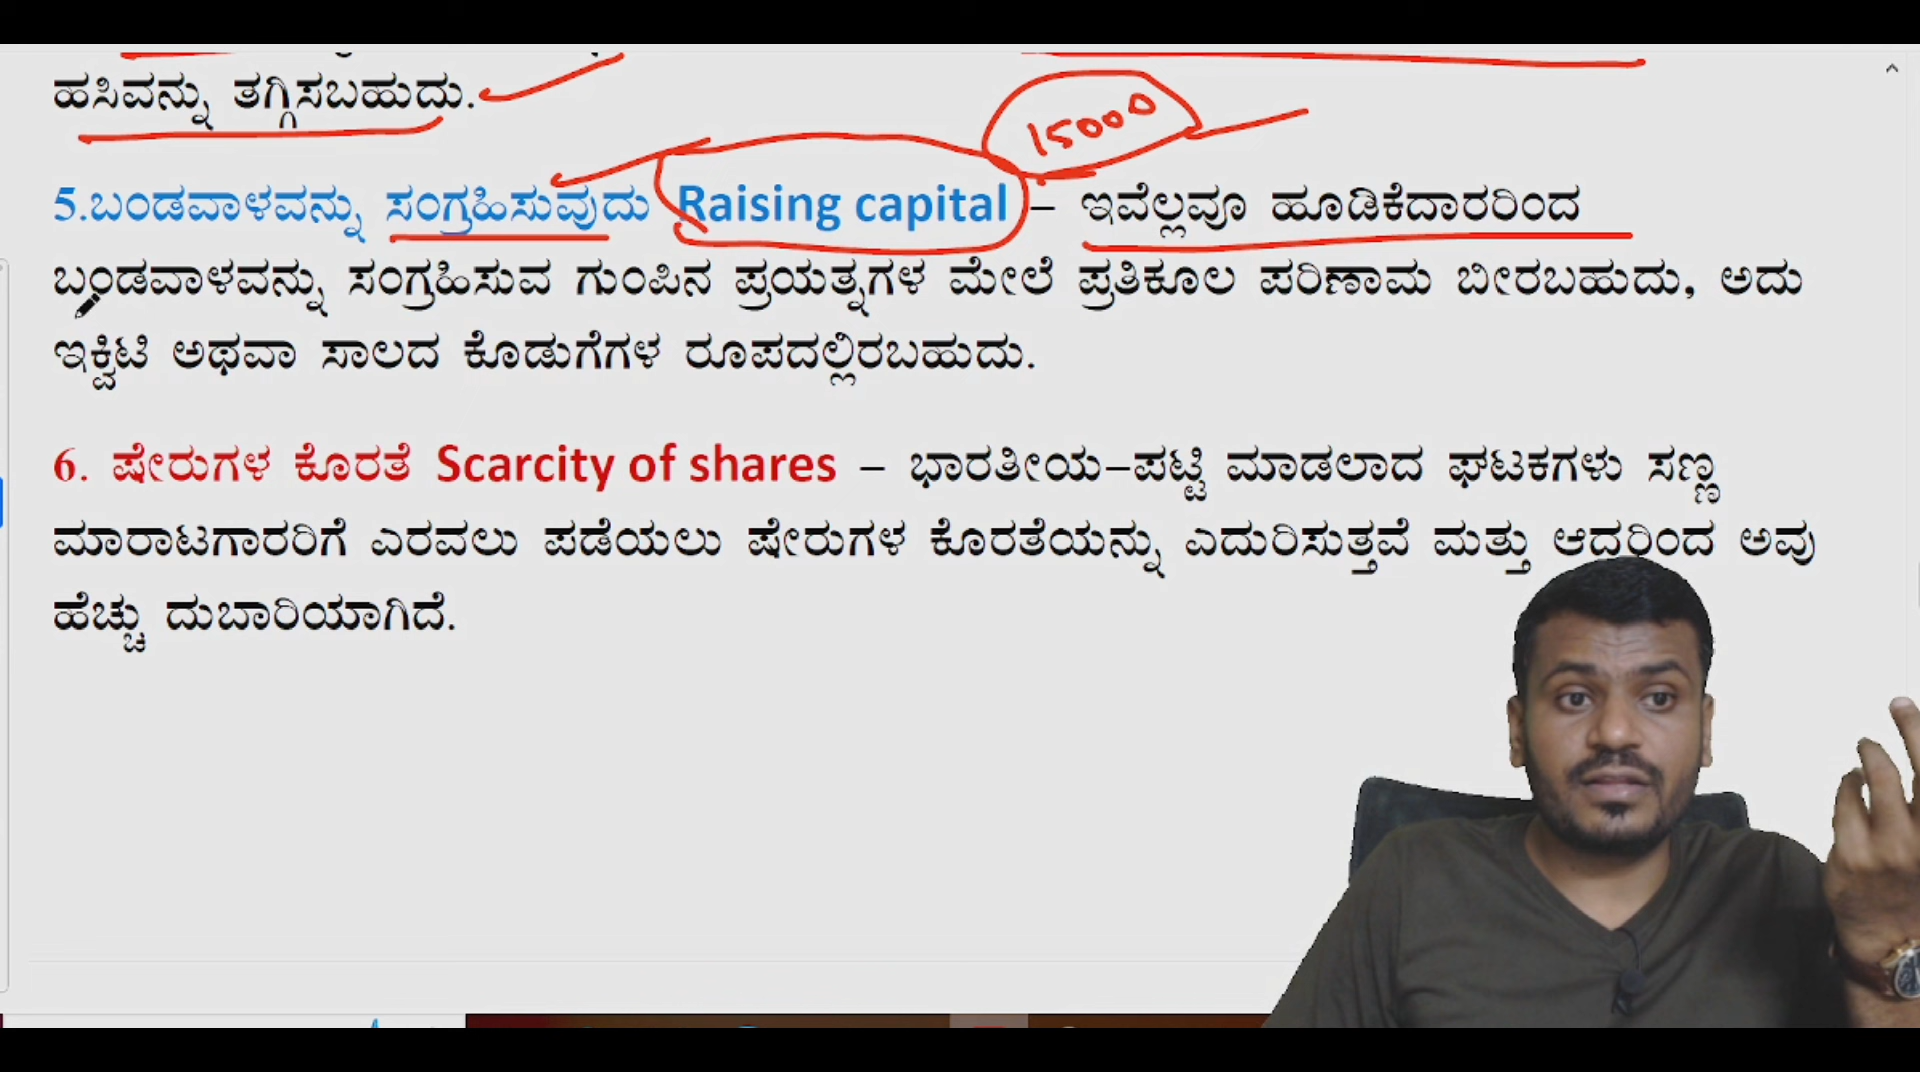 ಹಸಿವನ್ನು ತಗ್ಗಿಸಬಹುದು.
15000
5.ಬಂಡವಾಳವನ್ನು ಸಂಗ್ರಹಿಸುವುದು Raising capital – ಇವೆಲ್ಲವೂ ಹೂಡಿಕೆದಾರರಿಂದ
ಬಂಡವಾಳವನ್ನು ಸಂಗ್ರಹಿಸುವ ಗುಂಪಿನ ಪ್ರಯತ್ನಗಳ ಮೇಲೆ ಪ್ರತಿಕೂಲ ಪರಿಣಾಮ ಬೀರಬಹುದು, ಅದು
ಇಕ್ವಿಟಿ ಅಥವಾ ಸಾಲದ ಕೊಡುಗೆಗಳ ರೂಪದಲ್ಲಿರಬಹುದು.
6. ಷೇರುಗಳ ಕೊರತೆ Scarcity of shares – ಭಾರತೀಯ-ಪಟ್ಟಿ ಮಾಡಲಾದ ಘಟಕಗಳು ಸಣ್ಣ
ಮಾರಾಟಗಾರರಿಗೆ ಎರವಲು ಪಡೆಯಲು ಷೇರುಗಳ ಕೊರತೆಯನ್ನು ಎದುರಿಸುತ್ತವೆ ಮತ್ತು ಆದ್ದರಿಂದ ಅವು
ಹೆಚ್ಚು ದುಬಾರಿಯಾಗಿದೆ.